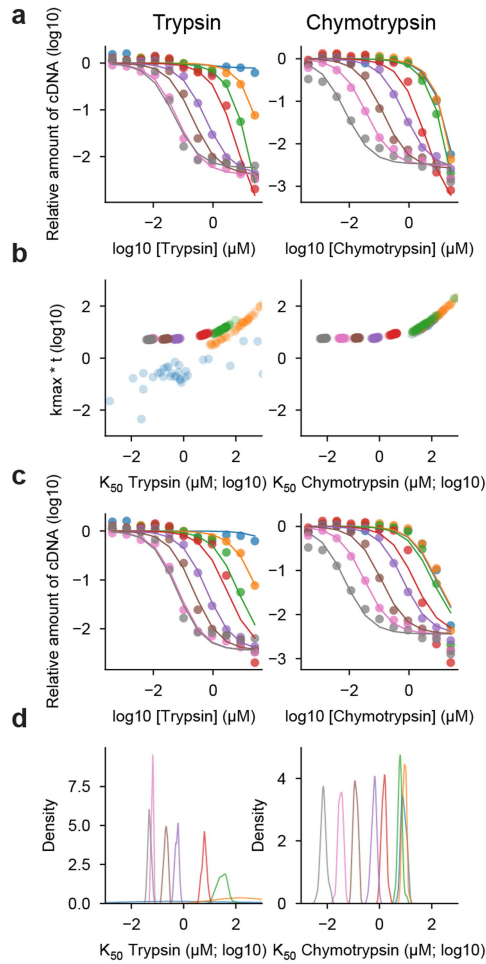 a
Trypsin
Chymotrypsin
Relative amount of cDNA (log10)
0
−1
−2
0
−1
−2
−3
−2
0
−2
0
log10 [Trypsin] (μM)
log10 [Chymotrypsin] (μM)
b
kmax * t (log10)
2
0
−2
2
0
−2
−2
0
2
−2
0
2
K50 Trypsin (μM; log10)
K50 Chymotrypsin (μM; log10)
c
Relative amount of cDNA (log10)
0
−1
−2
0
−1
−2
−3
−2
0
−2
0
log10 [Trypsin] (μM)
log10 [Chymotrypsin] (μM)
d
Density
7.5
5.0
2.5
0.0
Density
4
2
0
−2
0
2
−2
0
2
K50 Trypsin (μM; log10)
K50 Chymotrypsin (μM; log10)